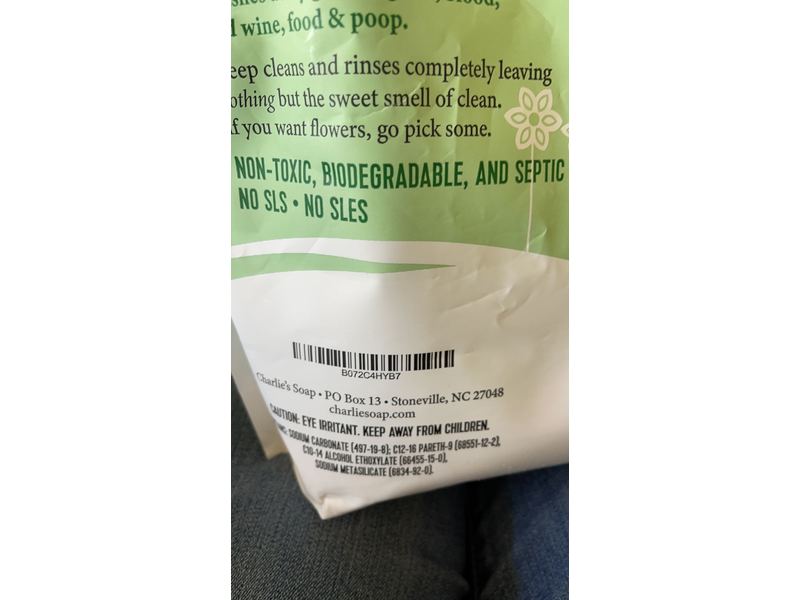 wine, food & poop.
eep cleans and rinses completely leaving
othing but the sweet smell of clean.
f you want flowers, go pick some.
NON-TOXIC, BIODEGRADABLE, AND SEPTIC
NO SLS • NO SLES
B072C4HYB7
Charlie's Soap • PO Box 13 • Stoneville, NC 27048
charliesoap.com
CAUTION: EYE IRRITANT. KEEP AWAY FROM CHILDREN.
SODIUM CARBONATE (497-19-8); C12-16 PARETH-9 (68551-12-2),
C10-14 ALCOHOL ETHOXYLATE (66455-15-0),
SODIUM METASILICATE (6834-92-0).